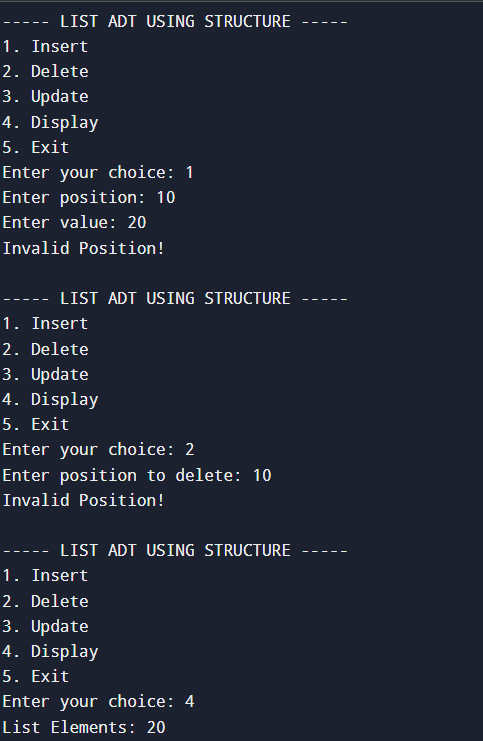 ----- LIST ADT USING STRUCTURE -----
1. Insert
2. Delete
3. Update
4. Display
5. Exit
Enter your choice: 1
Enter position: 10
Enter value: 20
Invalid Position!
----- LIST ADT USING STRUCTURE -----
1. Insert
2. Delete
3. Update
4. Display
5. Exit
Enter your choice: 2
Enter position to delete: 10
Invalid Position!
----- LIST ADT USING STRUCTURE -----
1. Insert
2. Delete
3. Update
4. Display
5. Exit
Enter your choice: 4
List Elements: 20